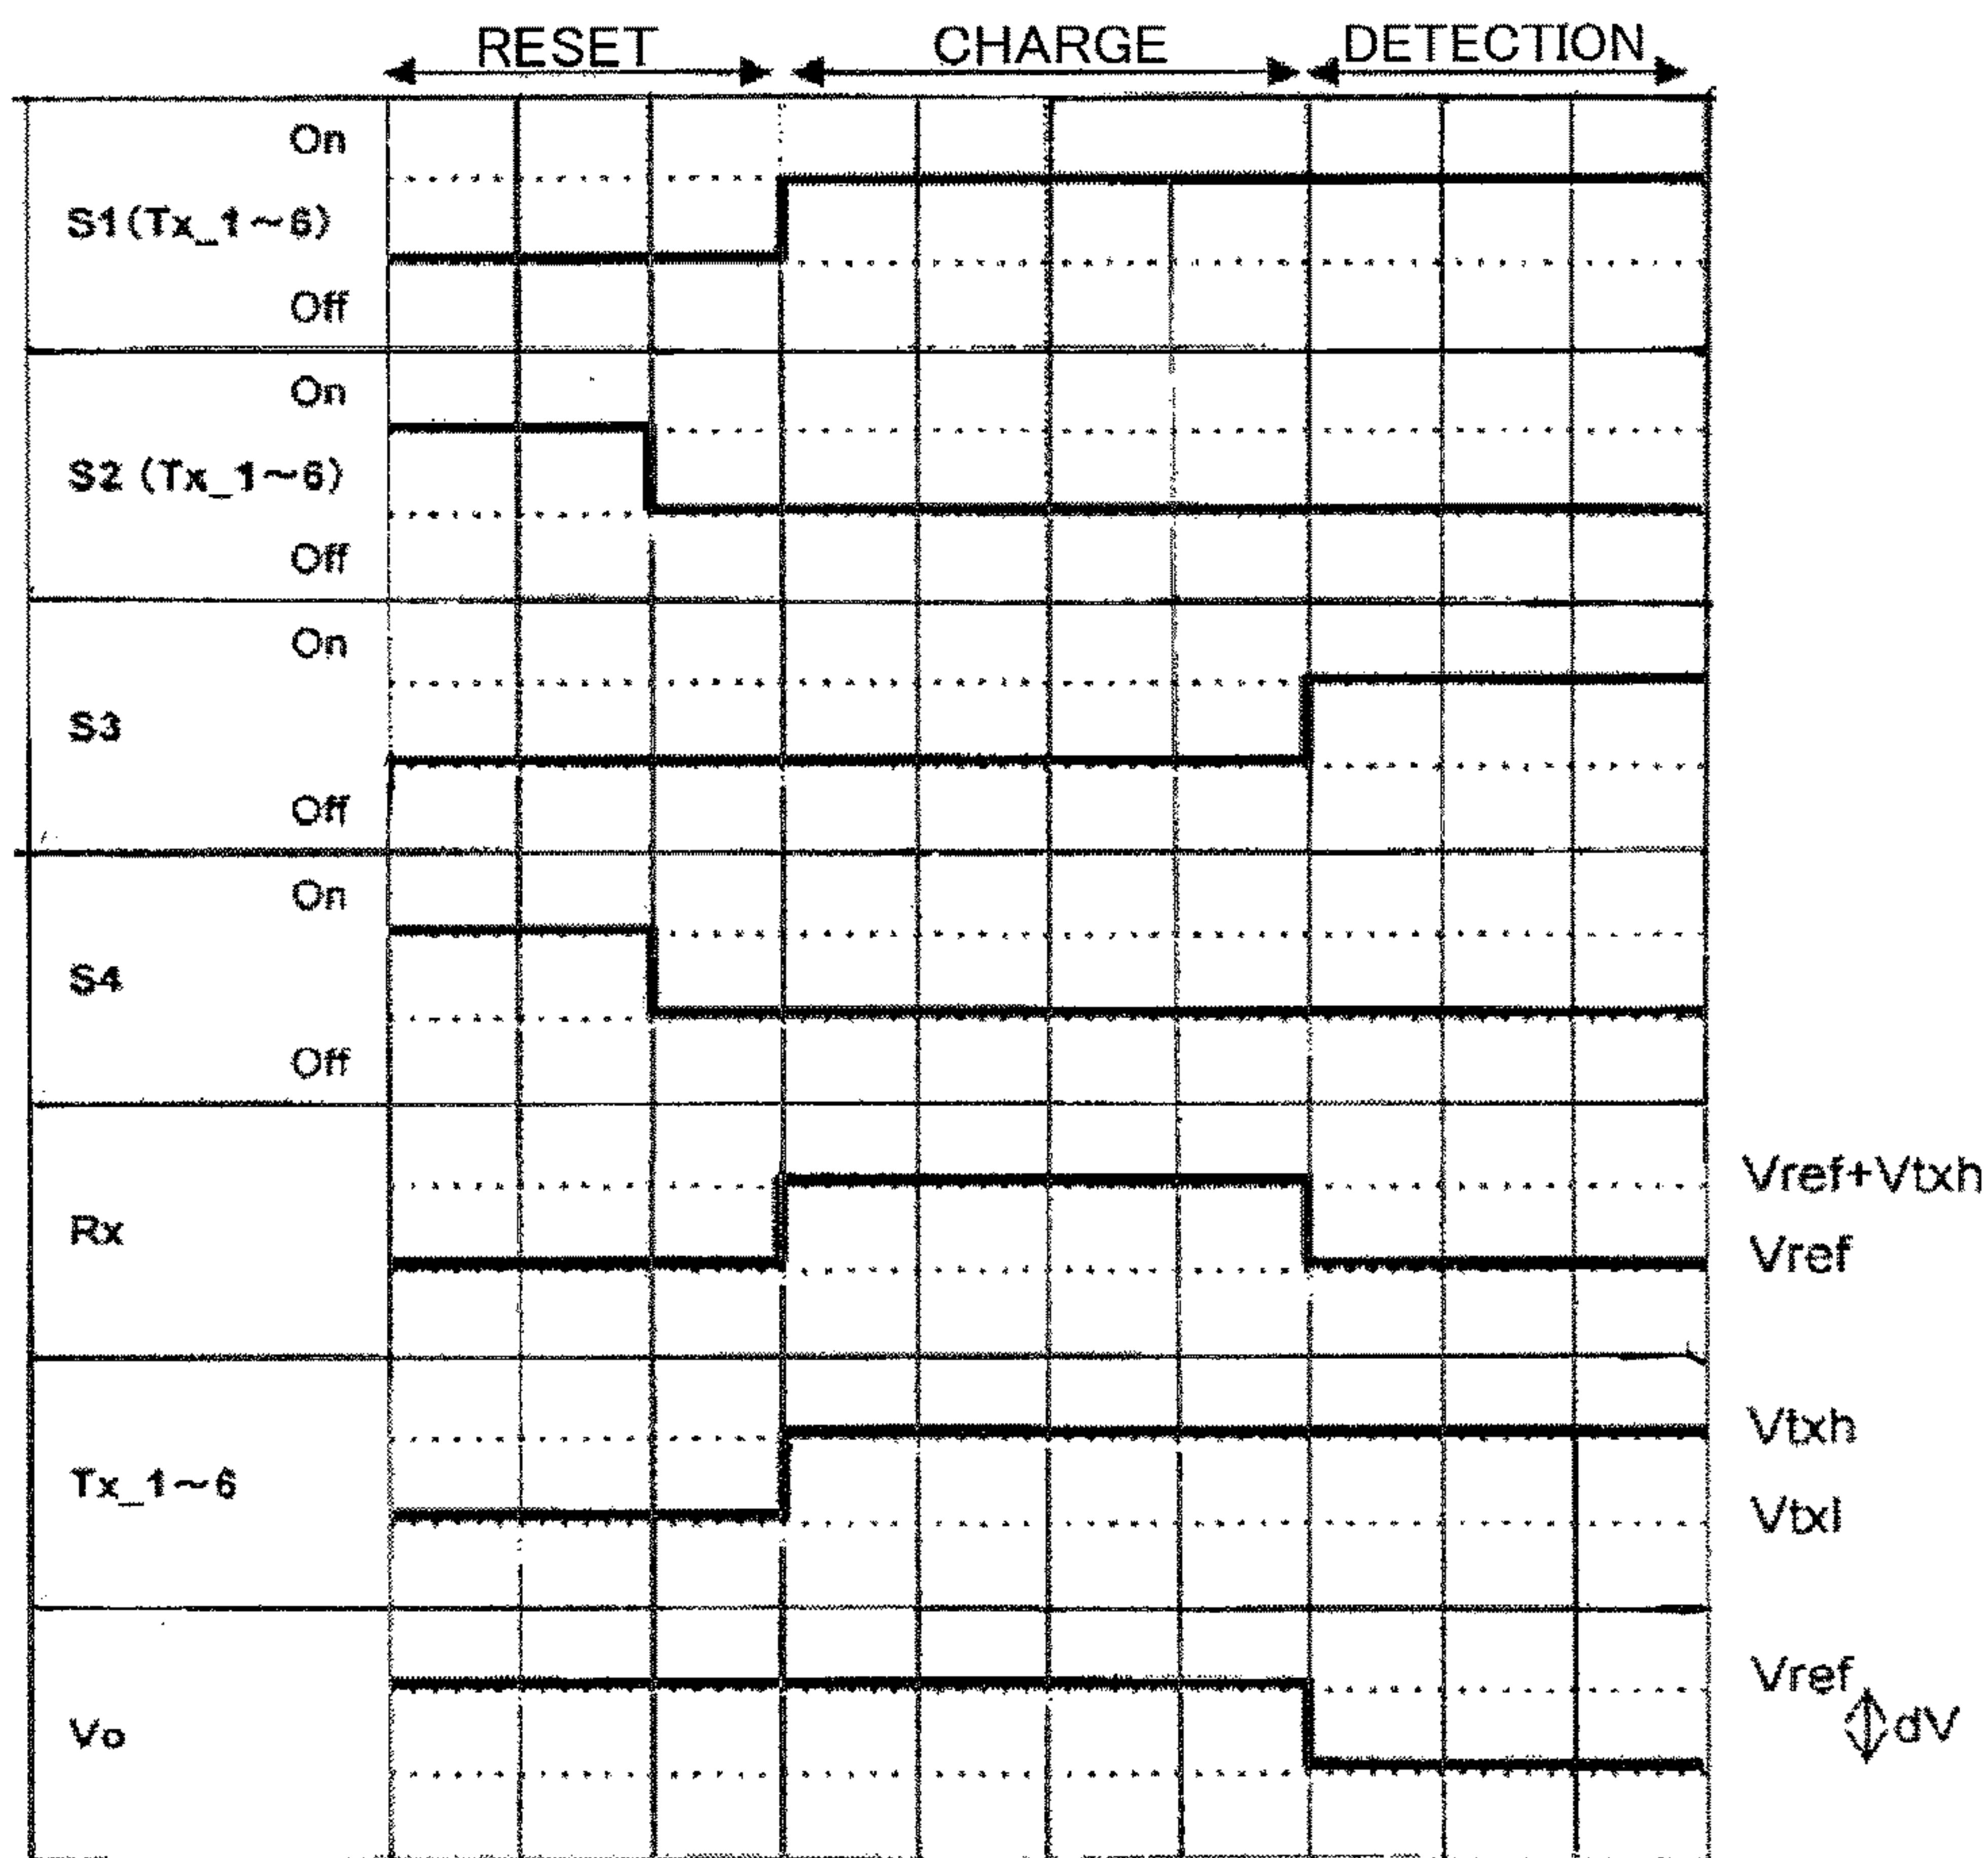 RESET CHARGE DETECTION
On
S1(Tx_1～6)
Off
On
S2 (Tx_1～6)
Off
On
S3
Off
On
S4
Off
Vref+Vtxh
Rx
Vref
Vtxh
Tx_1～6
Vtxl
Vref
dV
Vo